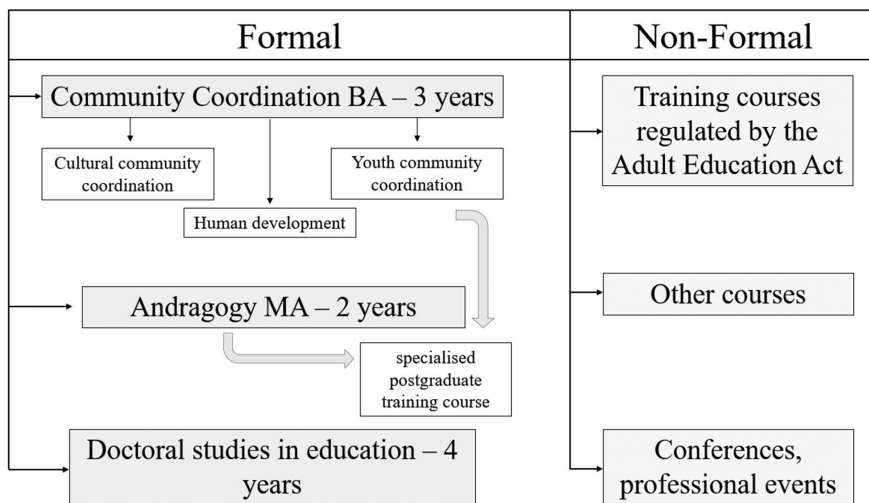 Formal
Non-Formal
Community Coordination BA – 3 years
Cultural community
coordination
Human development
Youth community
coordination
Andragogy MA – 2 years
specialised
postgraduate
training course
Doctoral studies in education – 4
years
Training courses
regulated by the
Adult Education Act
Other courses
Conferences,
professional events